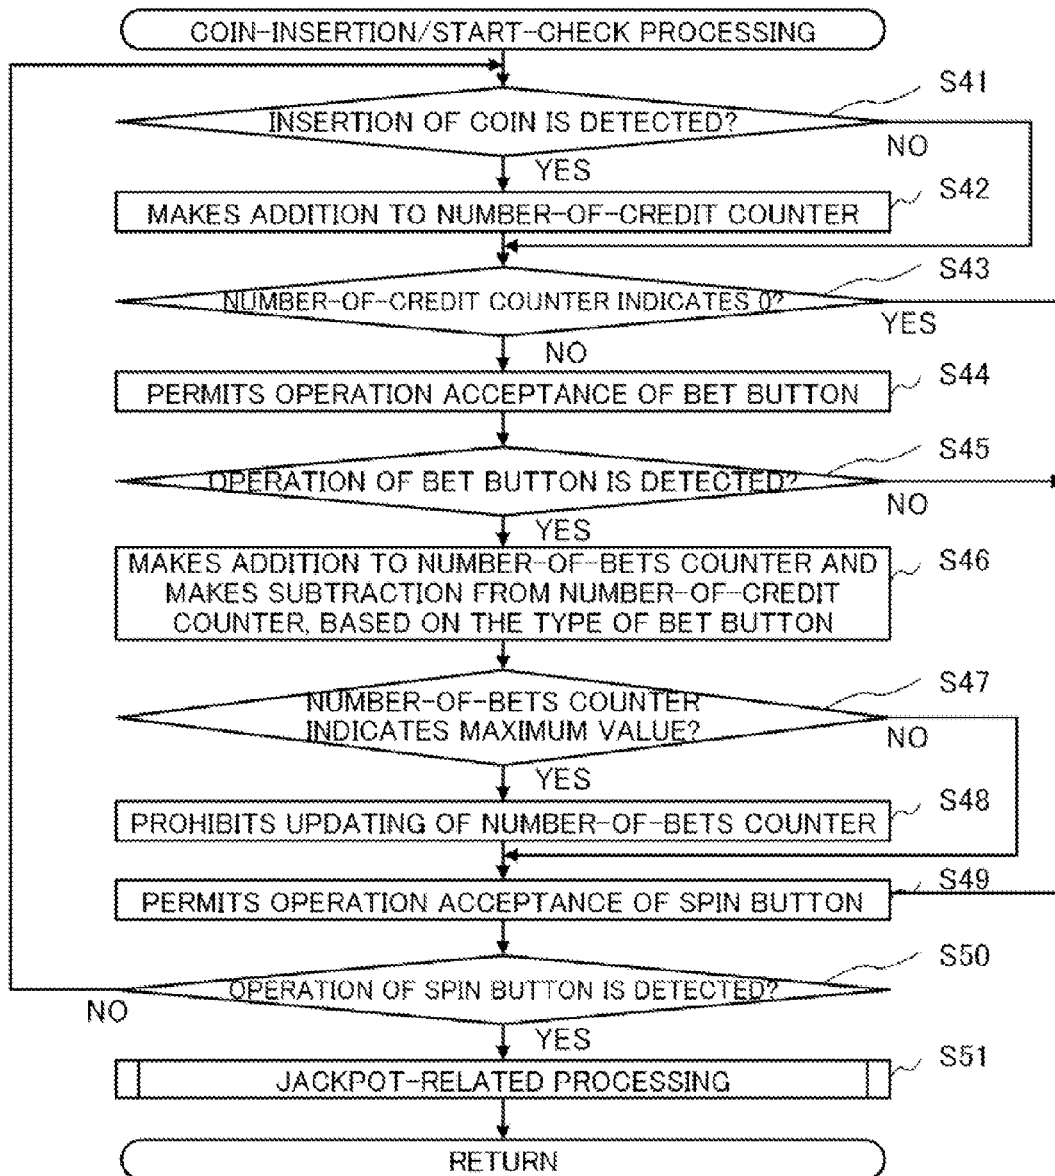 COIN-INSERTION/START-CHECK PROCESSING
S41
INSERTION OF COIN IS DETECTED?
NO
YES
S42
MAKES ADDITION TO NUMBER-OF-CREDIT COUNTER
S43
NUMBER-OF-CREDIT COUNTER INDICATES 0?
YES
NO
S44
PERMITS OPERATION ACCEPTANCE OF BET BUTTON
S45
OPERATION OF BET BUTTON IS DETECTED?
NO
YES
S46
MAKES ADDITION TO NUMBER-OF-BETS COUNTER AND
MAKES SUBTRACTION FROM NUMBER-OF-CREDIT
COUNTER, BASED ON THE TYPE OF BET BUTTON
S47
NUMBER-OF-BETS COUNTER
INDICATES MAXIMUM VALUE?
NO
YES
S48
PROHIBITS UPDATING OF NUMBER-OF-BETS COUNTER
S49
PERMITS OPERATION ACCEPTANCE OF SPIN BUTTON
S50
OPERATION OF SPIN BUTTON IS DETECTED?
NO
YES
S51
JACKPOT-RELATED PROCESSING
RETURN